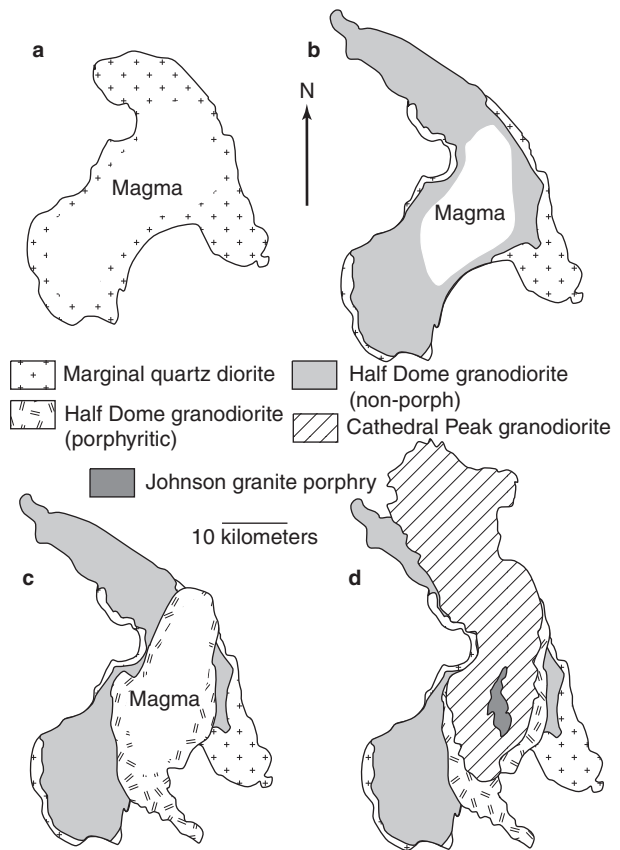 a
Magma
b
N
Magma
Marginal quartz diorite
Half Dome granodiorite
(non-porph)
Half Dome granodiorite
(porphyritic)
Cathedral Peak granodiorite
Johnson granite porphry
10 kilometers
c
Magma
d